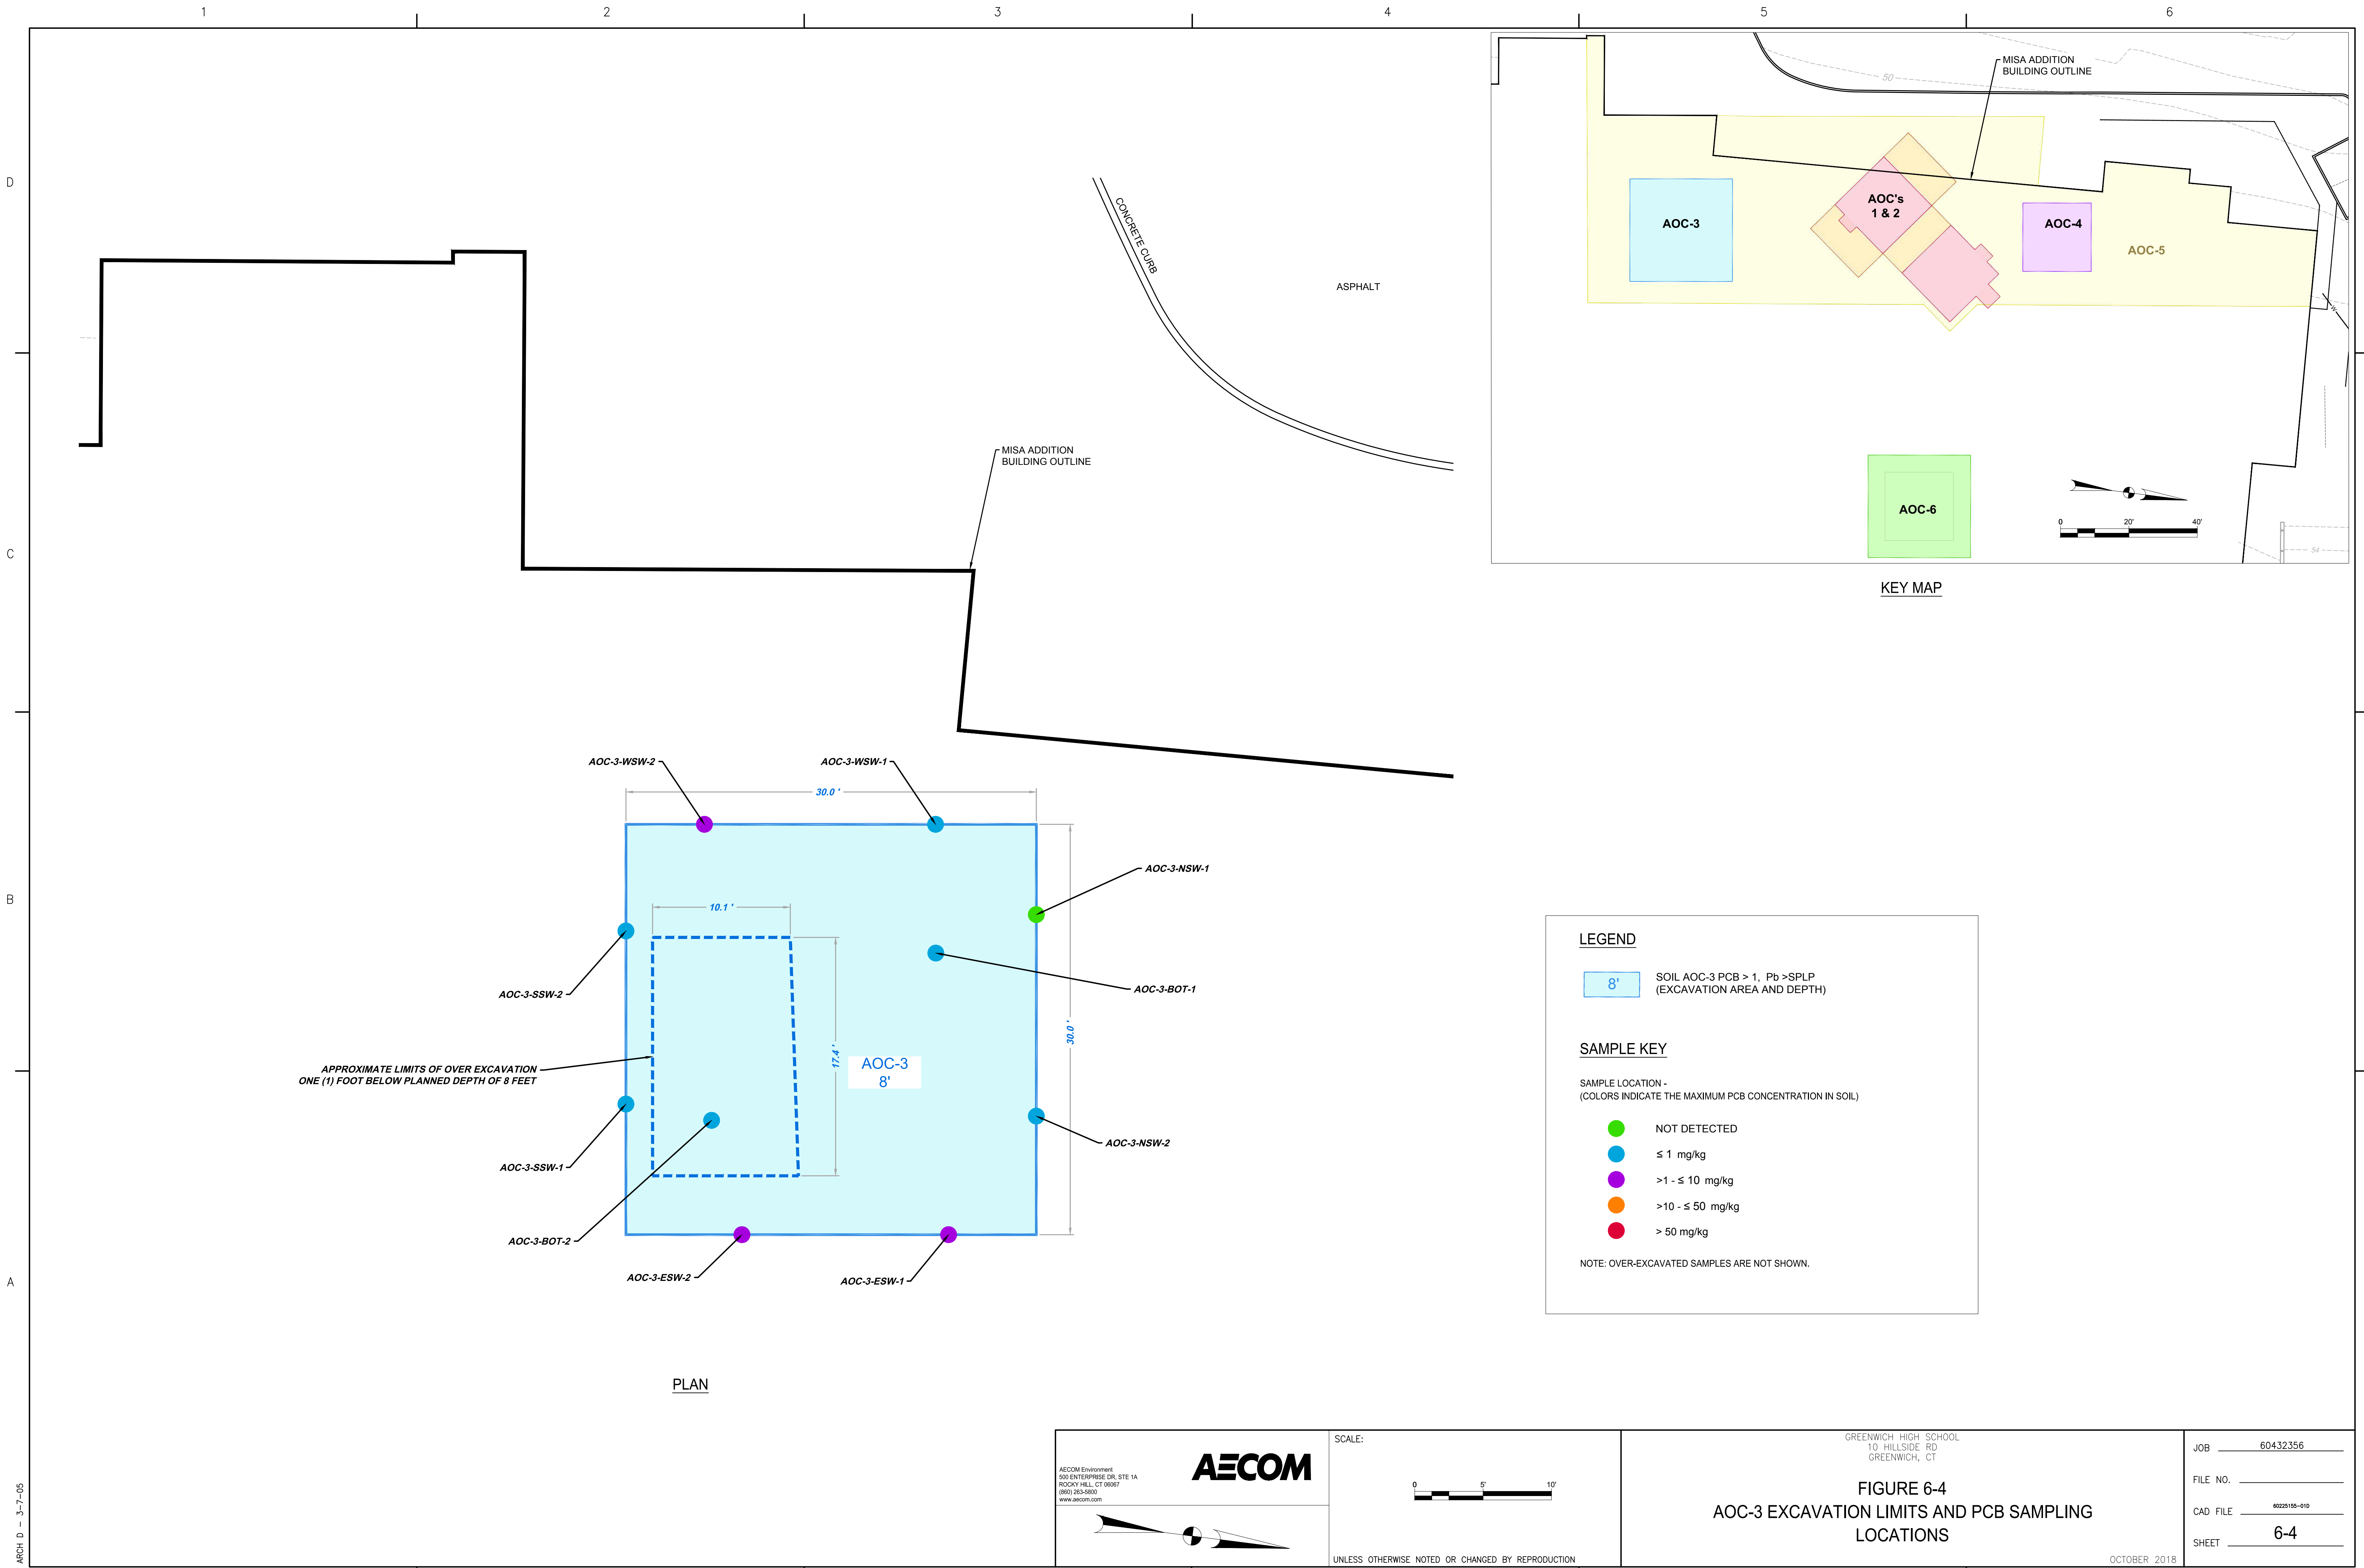 1
2
3
4
5
6
D
C
B
A
CONCRETE CURB
ASPHALT
MISA ADDITION
BUILDING OUTLINE
50
MISA ADDITION
BUILDING OUTLINE
AOC-3
AOC's
1 & 2
AOC-4
AOC-5
W
AOC-6
0
20'
40'
54
KEY MAP
AOC-3-WSW-2
AOC-3-WSW-1
30.0 '
AOC-3-NSW-1
10.1 '
AOC-3-SSW-2
AOC-3-BOT-1
30.0 '
17.4 '
APPROXIMATE LIMITS OF OVER EXCAVATION
ONE (1) FOOT BELOW PLANNED DEPTH OF 8 FEET
AOC-3
8'
AOC-3-NSW-2
AOC-3-SSW-1
AOC-3-BOT-2
AOC-3-ESW-2
AOC-3-ESW-1
PLAN
LEGEND
8'
SOIL AOC-3 PCB > 1, Pb >SPLP
(EXCAVATION AREA AND DEPTH)
SAMPLE KEY
SAMPLE LOCATION -
(COLORS INDICATE THE MAXIMUM PCB CONCENTRATION IN SOIL)
NOT DETECTED
≤ 1 mg/kg
>1 - ≤ 10 mg/kg
>10 - ≤ 50 mg/kg
> 50 mg/kg
NOTE: OVER-EXCAVATED SAMPLES ARE NOT SHOWN.
AECOM Environment
500 ENTERPRISE DR, STE 1A
ROCKY HILL, CT 06067
(860) 263-5800
www.aecom.com
AECOM
SCALE:
0
5'
10'
UNLESS OTHERWISE NOTED OR CHANGED BY REPRODUCTION
GREENWICH HIGH SCHOOL
10 HILLSIDE RD
GREENWICH, CT
FIGURE 6-4
AOC-3 EXCAVATION LIMITS AND PCB SAMPLING
LOCATIONS
OCTOBER 2018
JOB 60432356
FILE NO.
CAD FILE 60225155-01D
SHEET 6-4
ARCH D - 3-7-05